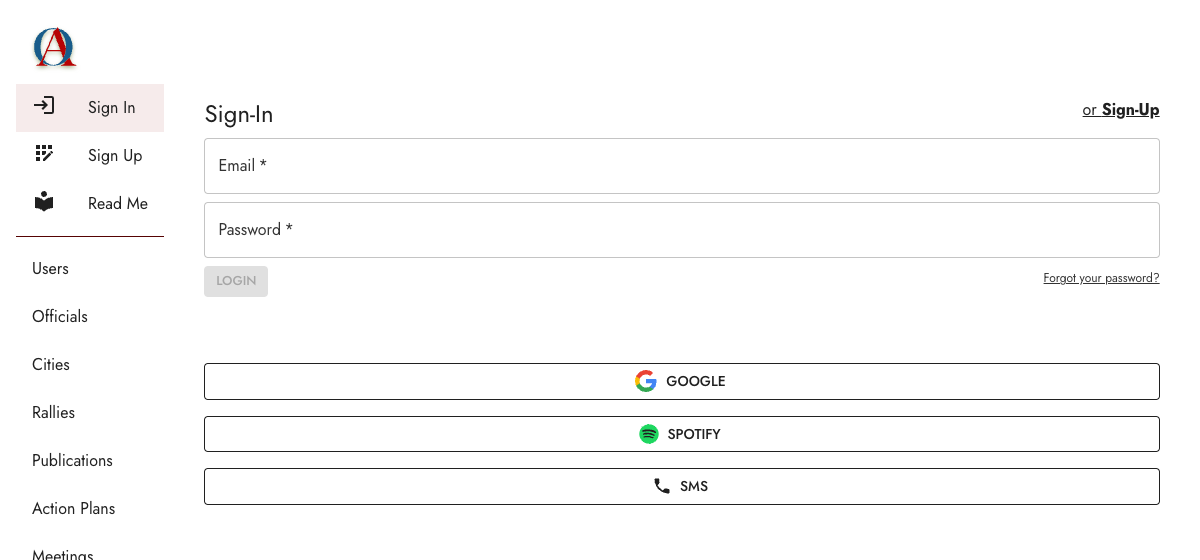 Sign In
Sign Up
Read Me
Users
Officials
Cities
Rallies
Publications
Action Plans
Meetings
Sign-In
or Sign-Up
Email *
Password *
LOGIN
Forgot your password?
GOOGLE
SPOTIFY
SMS